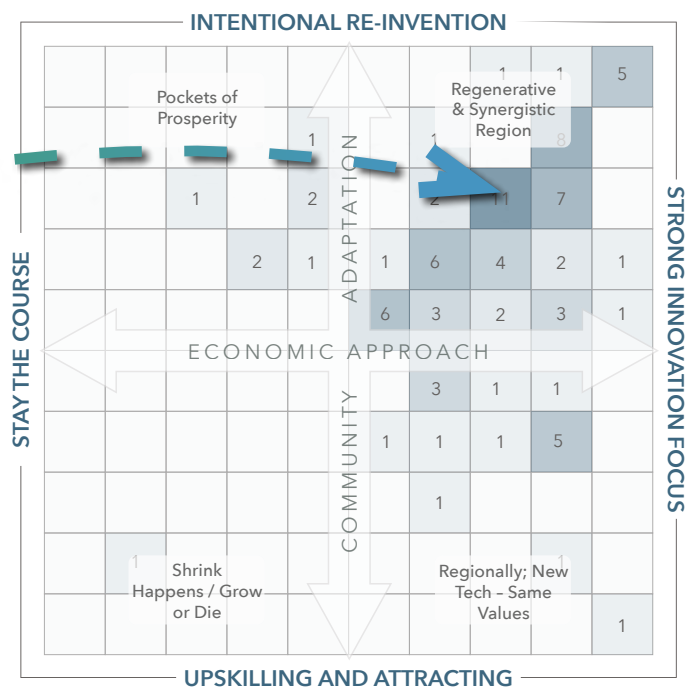 INTENTIONAL RE-INVENTION
1 1 5
Pockets of
Prosperity
Regenerative
& Synergistic
Region
1 1 8
1 2 2 11 7
2 1 1 6 4 2 1
6 3 2 3 1
ADAPTATION
STAY THE COURSE
STRONG INNOVATION FOCUS
ECONOMIC APPROACH
COMMUNITY
3 1 1
1 1 1 5
1
1 1
Shrink
Happens / Grow
or Die
Regionally; New
Tech – Same
Values
1
UPSKILLING AND ATTRACTING